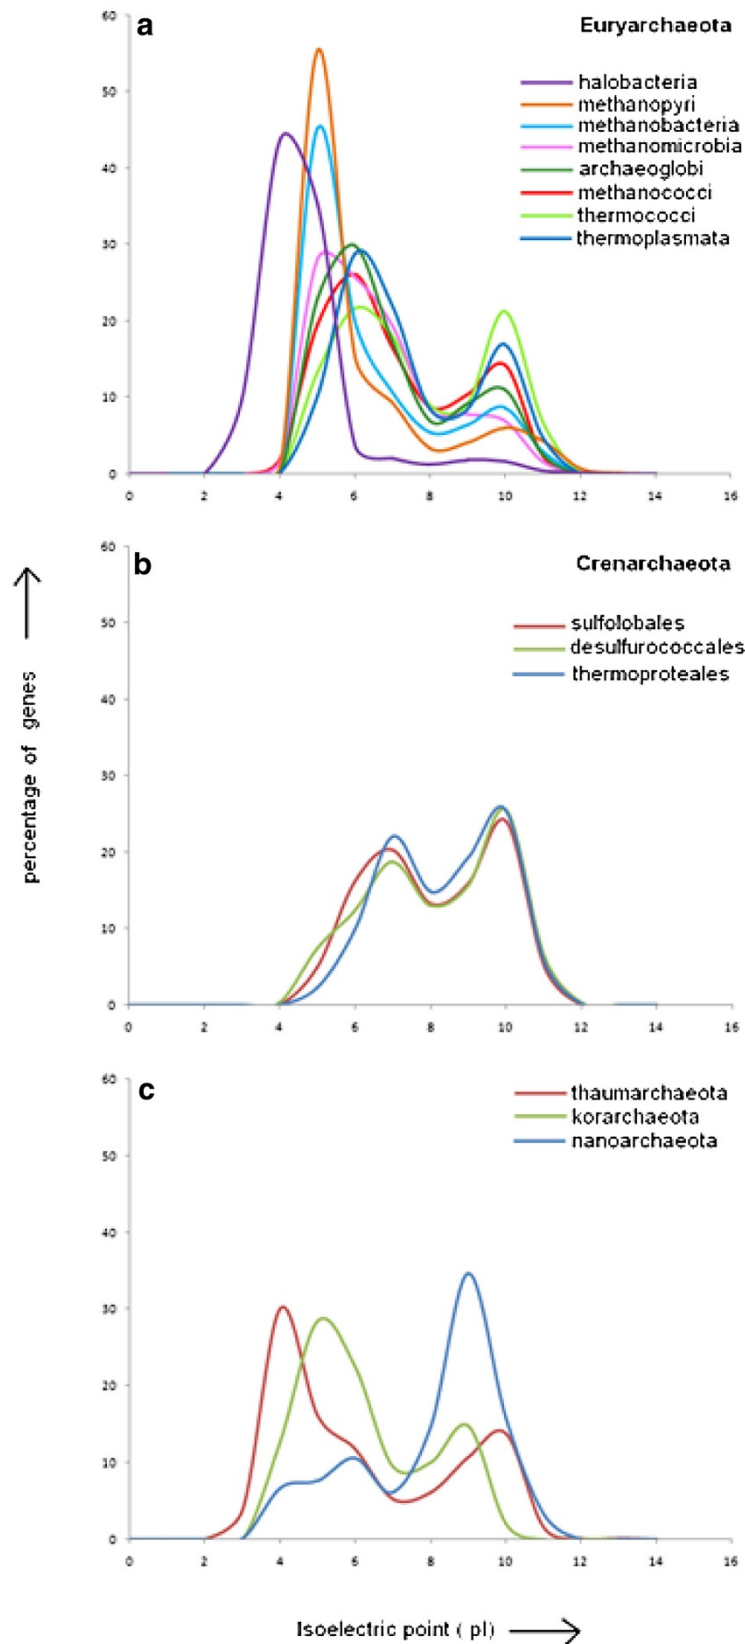 a
Euryarchaeota
halobacteria
methanopyri
methanobacteria
methanomicrobia
archaeoglobi
methanococci
thermococci
thermoplasmata
60
50
40
30
20
10
0
0 2 4 6 8 10 12 14 16
b
Crenarchaeota
sulfolobales
desulfurococcales
thermoproteales
60
50
40
30
20
10
0
0 2 4 6 8 10 12 14 16
percentage of genes
c
thaumarchaeota
korarchaeota
nanoarchaeota
60
50
40
30
20
10
0
0 2 4 6 8 10 12 14 16
Isoelectric point ( pI)